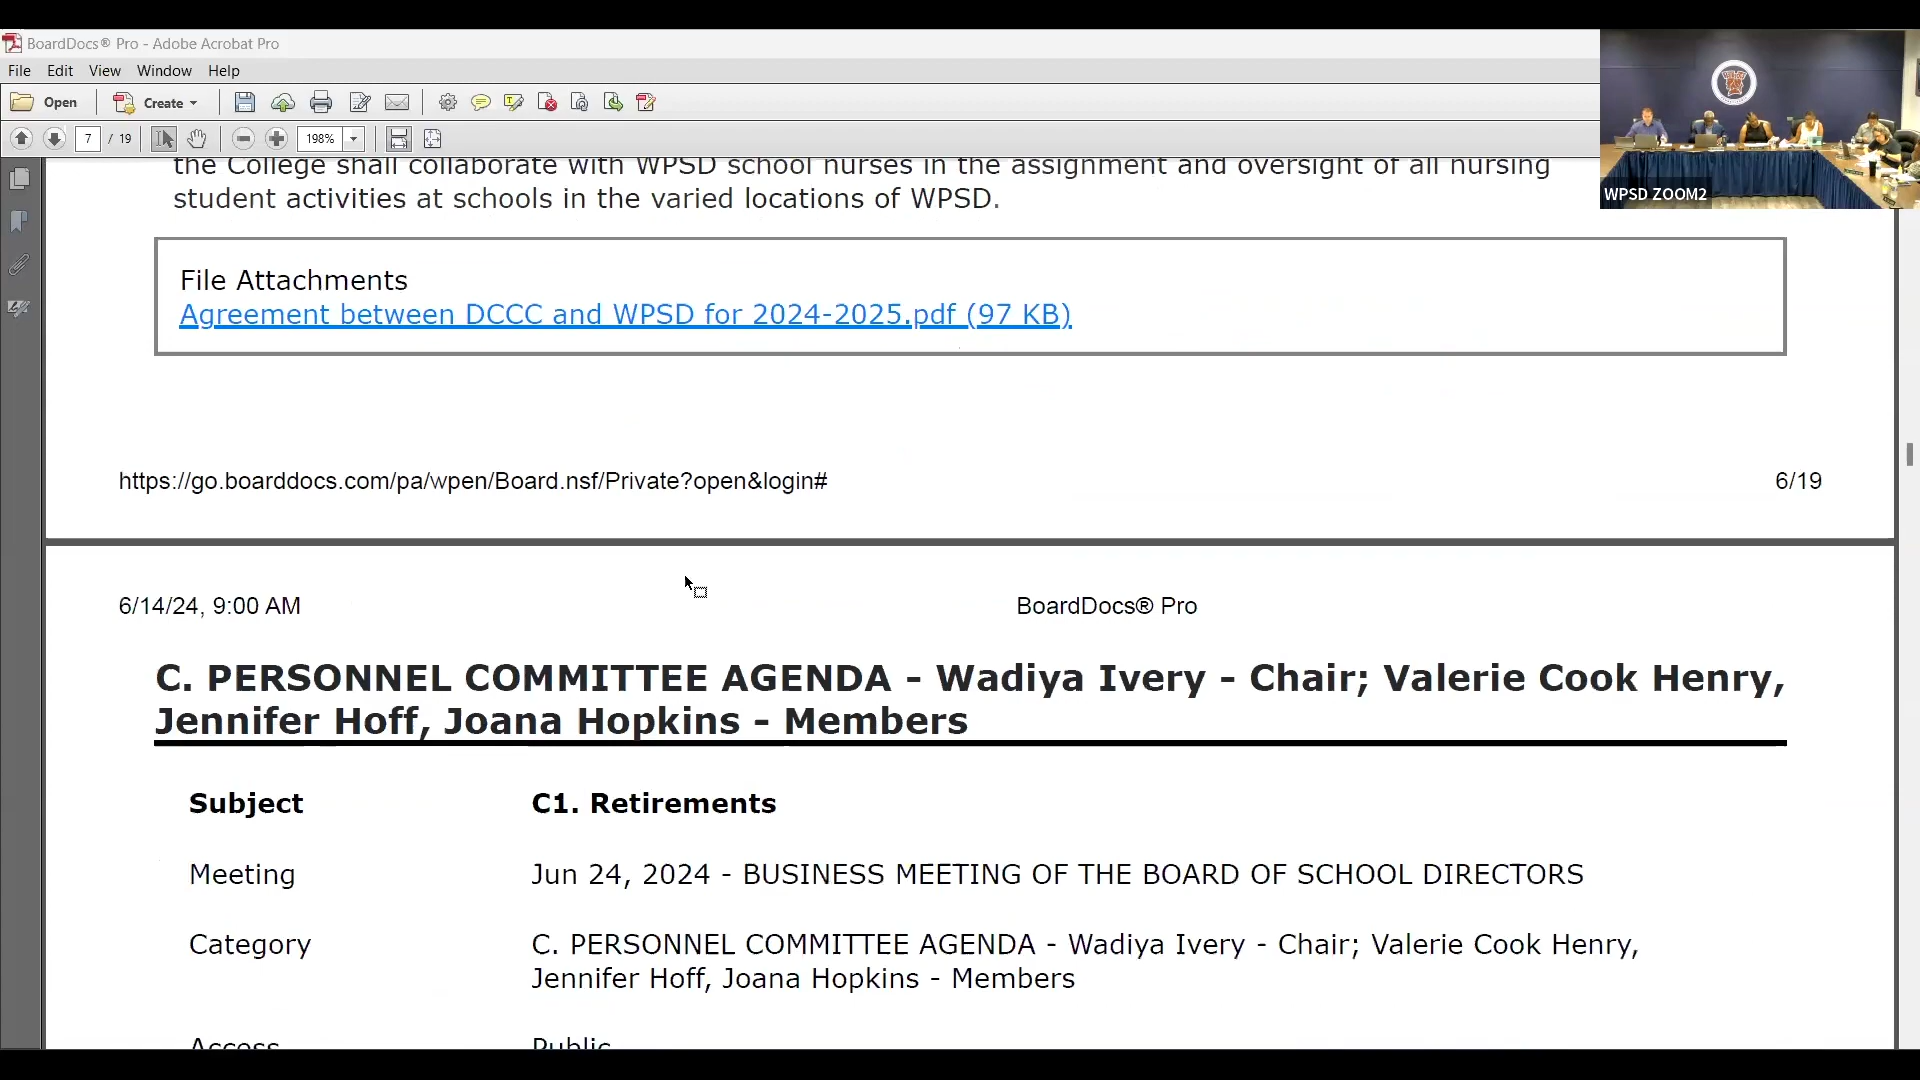 BoardDocs® Pro - Adobe Acrobat Pro
File Edit View Window Help
Open Create
7 / 19 198%
the College shall collaborate with WPSD school nurses in the assignment and oversight of all nursing
student activities at schools in the varied locations of WPSD.
WPSD ZOOM2
File Attachments
Agreement between DCCC and WPSD for 2024-2025.pdf (97 KB)
https://go.boarddocs.com/pa/wpen/Board.nsf/Private?open&login# 6/19
6/14/24, 9:00 AM BoardDocs® Pro
C. PERSONNEL COMMITTEE AGENDA - Wadiya Ivery - Chair; Valerie Cook Henry,
Jennifer Hoff, Joana Hopkins - Members
Subject C1. Retirements
Meeting Jun 24, 2024 - BUSINESS MEETING OF THE BOARD OF SCHOOL DIRECTORS
Category C. PERSONNEL COMMITTEE AGENDA - Wadiya Ivery - Chair; Valerie Cook Henry,
Jennifer Hoff, Joana Hopkins - Members
Access Public